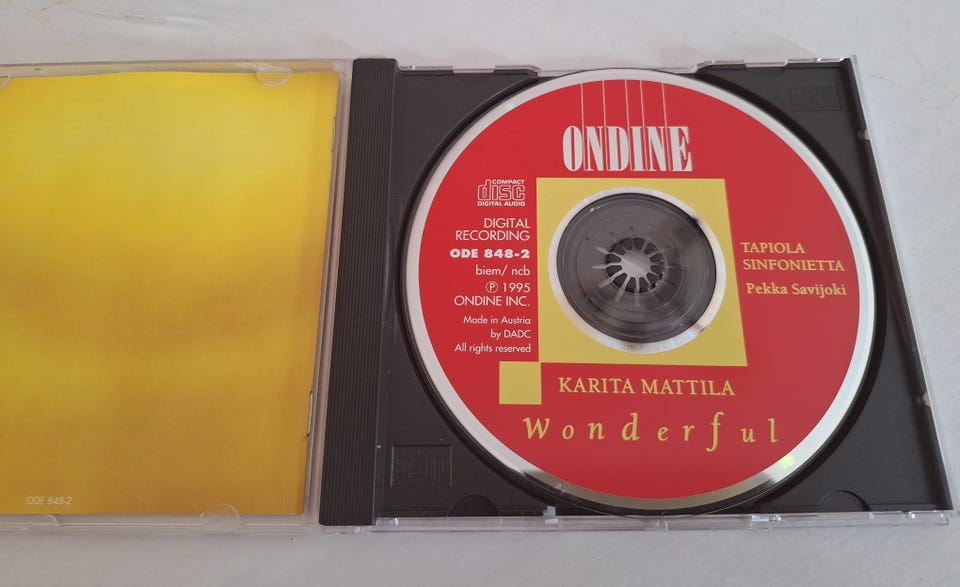 ODE 848-2
ONDINE
COMPACT
disc
DIGITAL AUDIO
DIGITAL
RECORDING
ODE 848-2
biem/ ncb
℗ 1995
ONDINE INC.
Made in Austria
by DADC
All rights reserved
TAPIOLA
SINFONIETTA
Pekka Savijoki
KARITA MATTILA
Wonderful